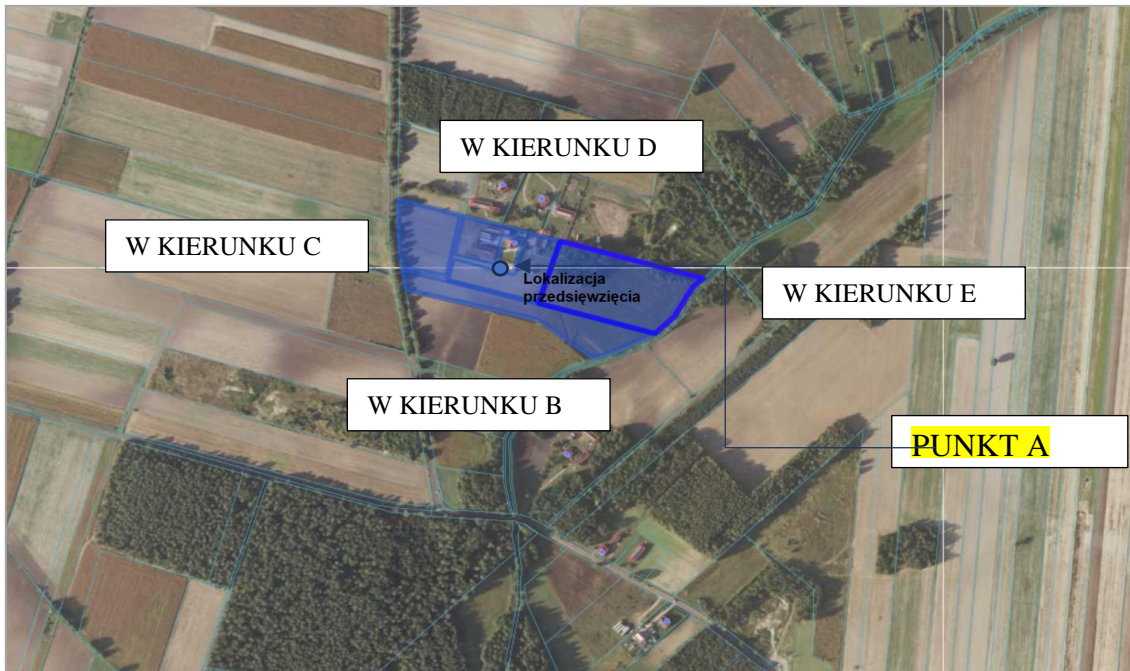 W KIERUNKU D
W KIERUNKU C
Lokalizacja
przedsięwzięcia
W KIERUNKU E
W KIERUNKU B
PUNKT A